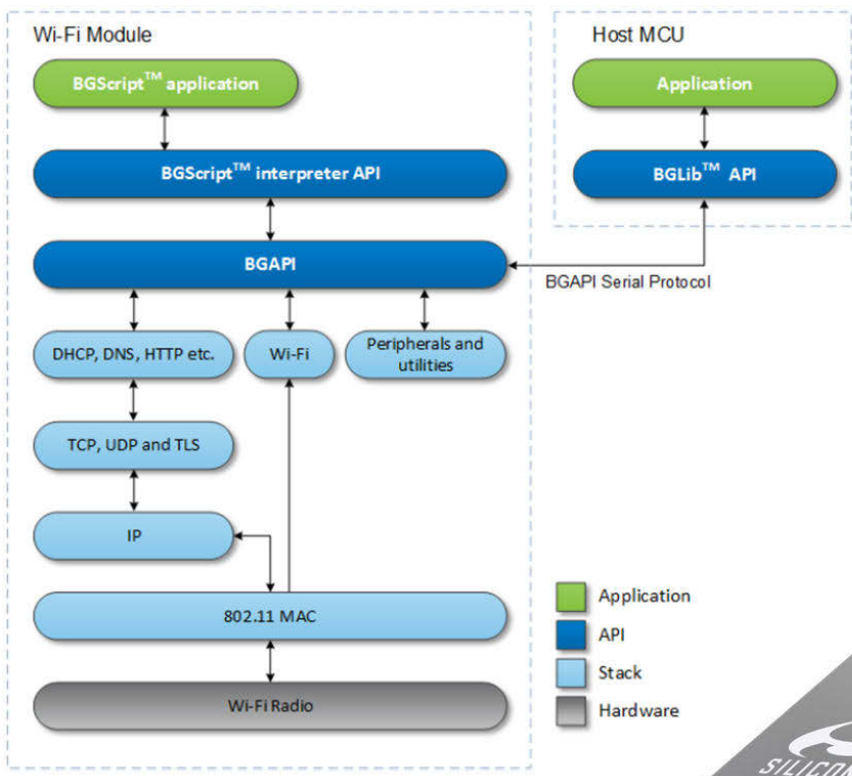 Wi-Fi Module
BGScript™ application
BGScript™ interpreter API
BGAPI
DHCP, DNS, HTTP etc.
Wi-Fi
Peripherals and
utilities
TCP, UDP and TLS
IP
802.11 MAC
Wi-Fi Radio
Host MCU
Application
BGLib™ API
BGAPI Serial Protocol
Application
API
Stack
Hardware